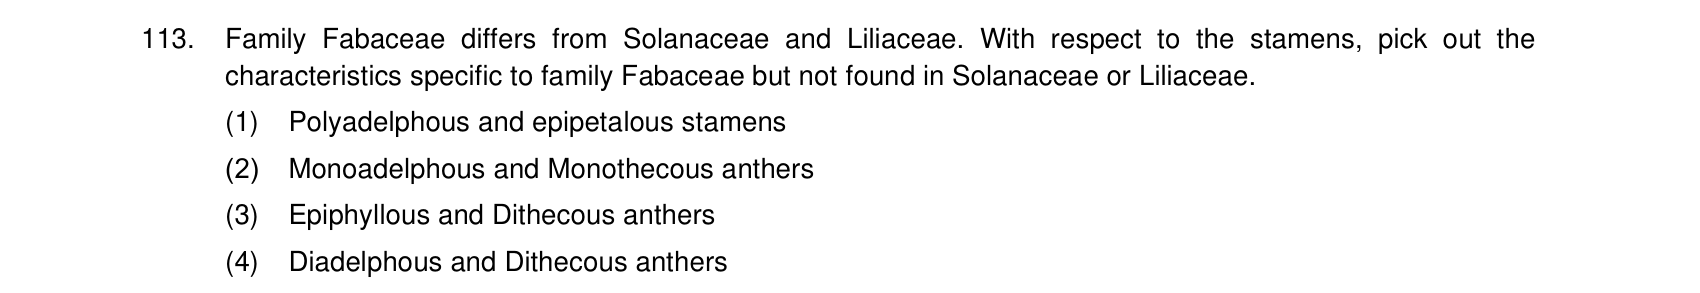 113. Family Fabaceae differs from Solanaceae and Liliaceae. With respect to the stamens, pick out the
characteristics specific to family Fabaceae but not found in Solanaceae or Liliaceae.
(1) Polyadelphous and epipetalous stamens
(2) Monoadelphous and Monothecous anthers
(3) Epiphyllous and Dithecous anthers
(4) Diadelphous and Dithecous anthers